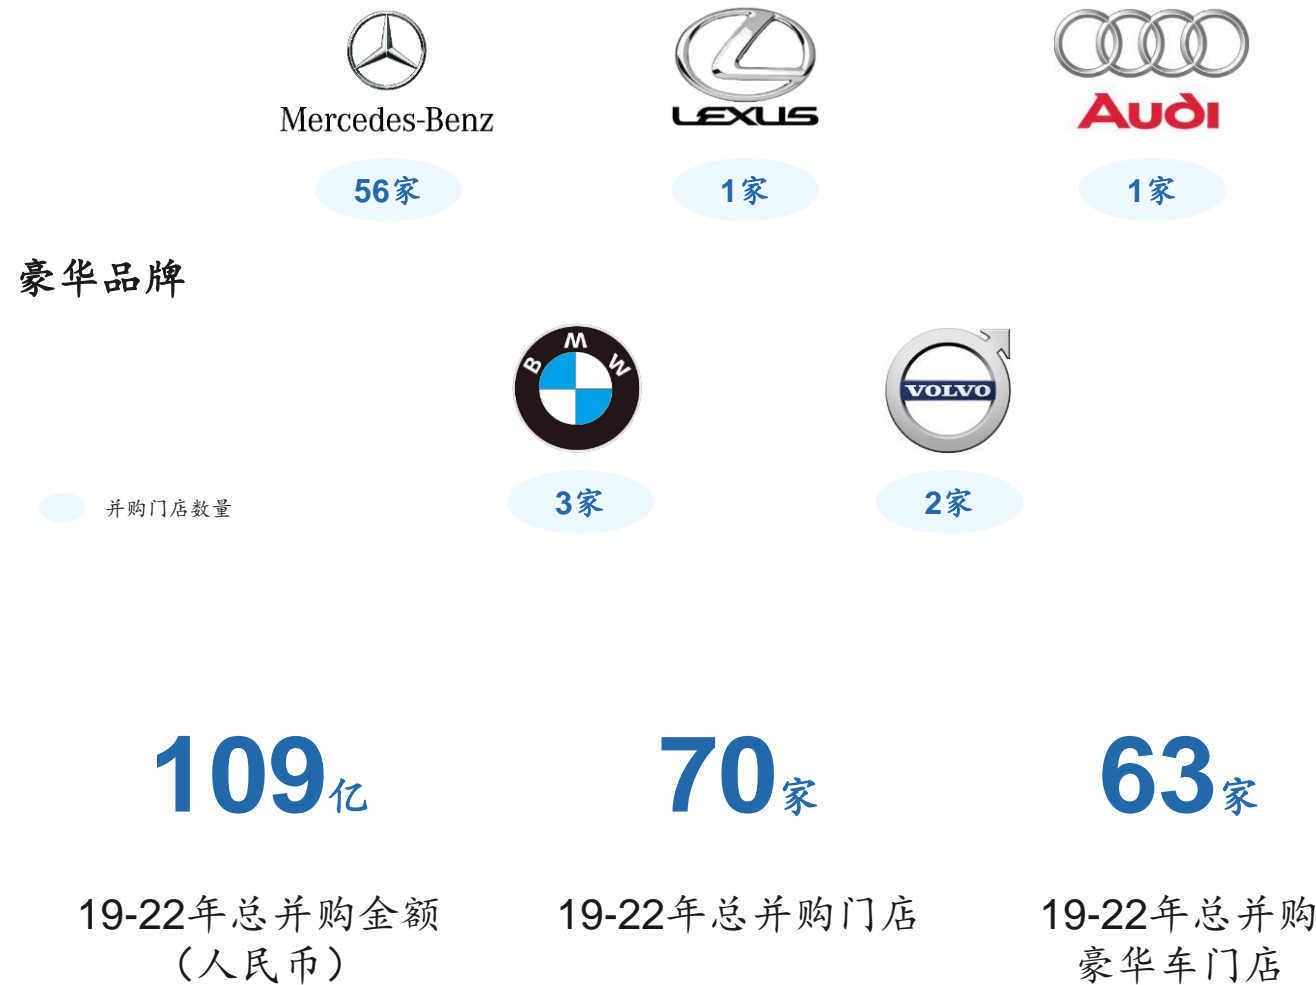 Mercedes-Benz
LEXUS
Audi
56家
1家
1家
豪华品牌
BMW
VOLVO
并购门店数量
3家
2家
109亿
70家
63家
19-22年总并购金额
（人民币）
19-22年总并购门店
19-22年总并购
豪华车门店